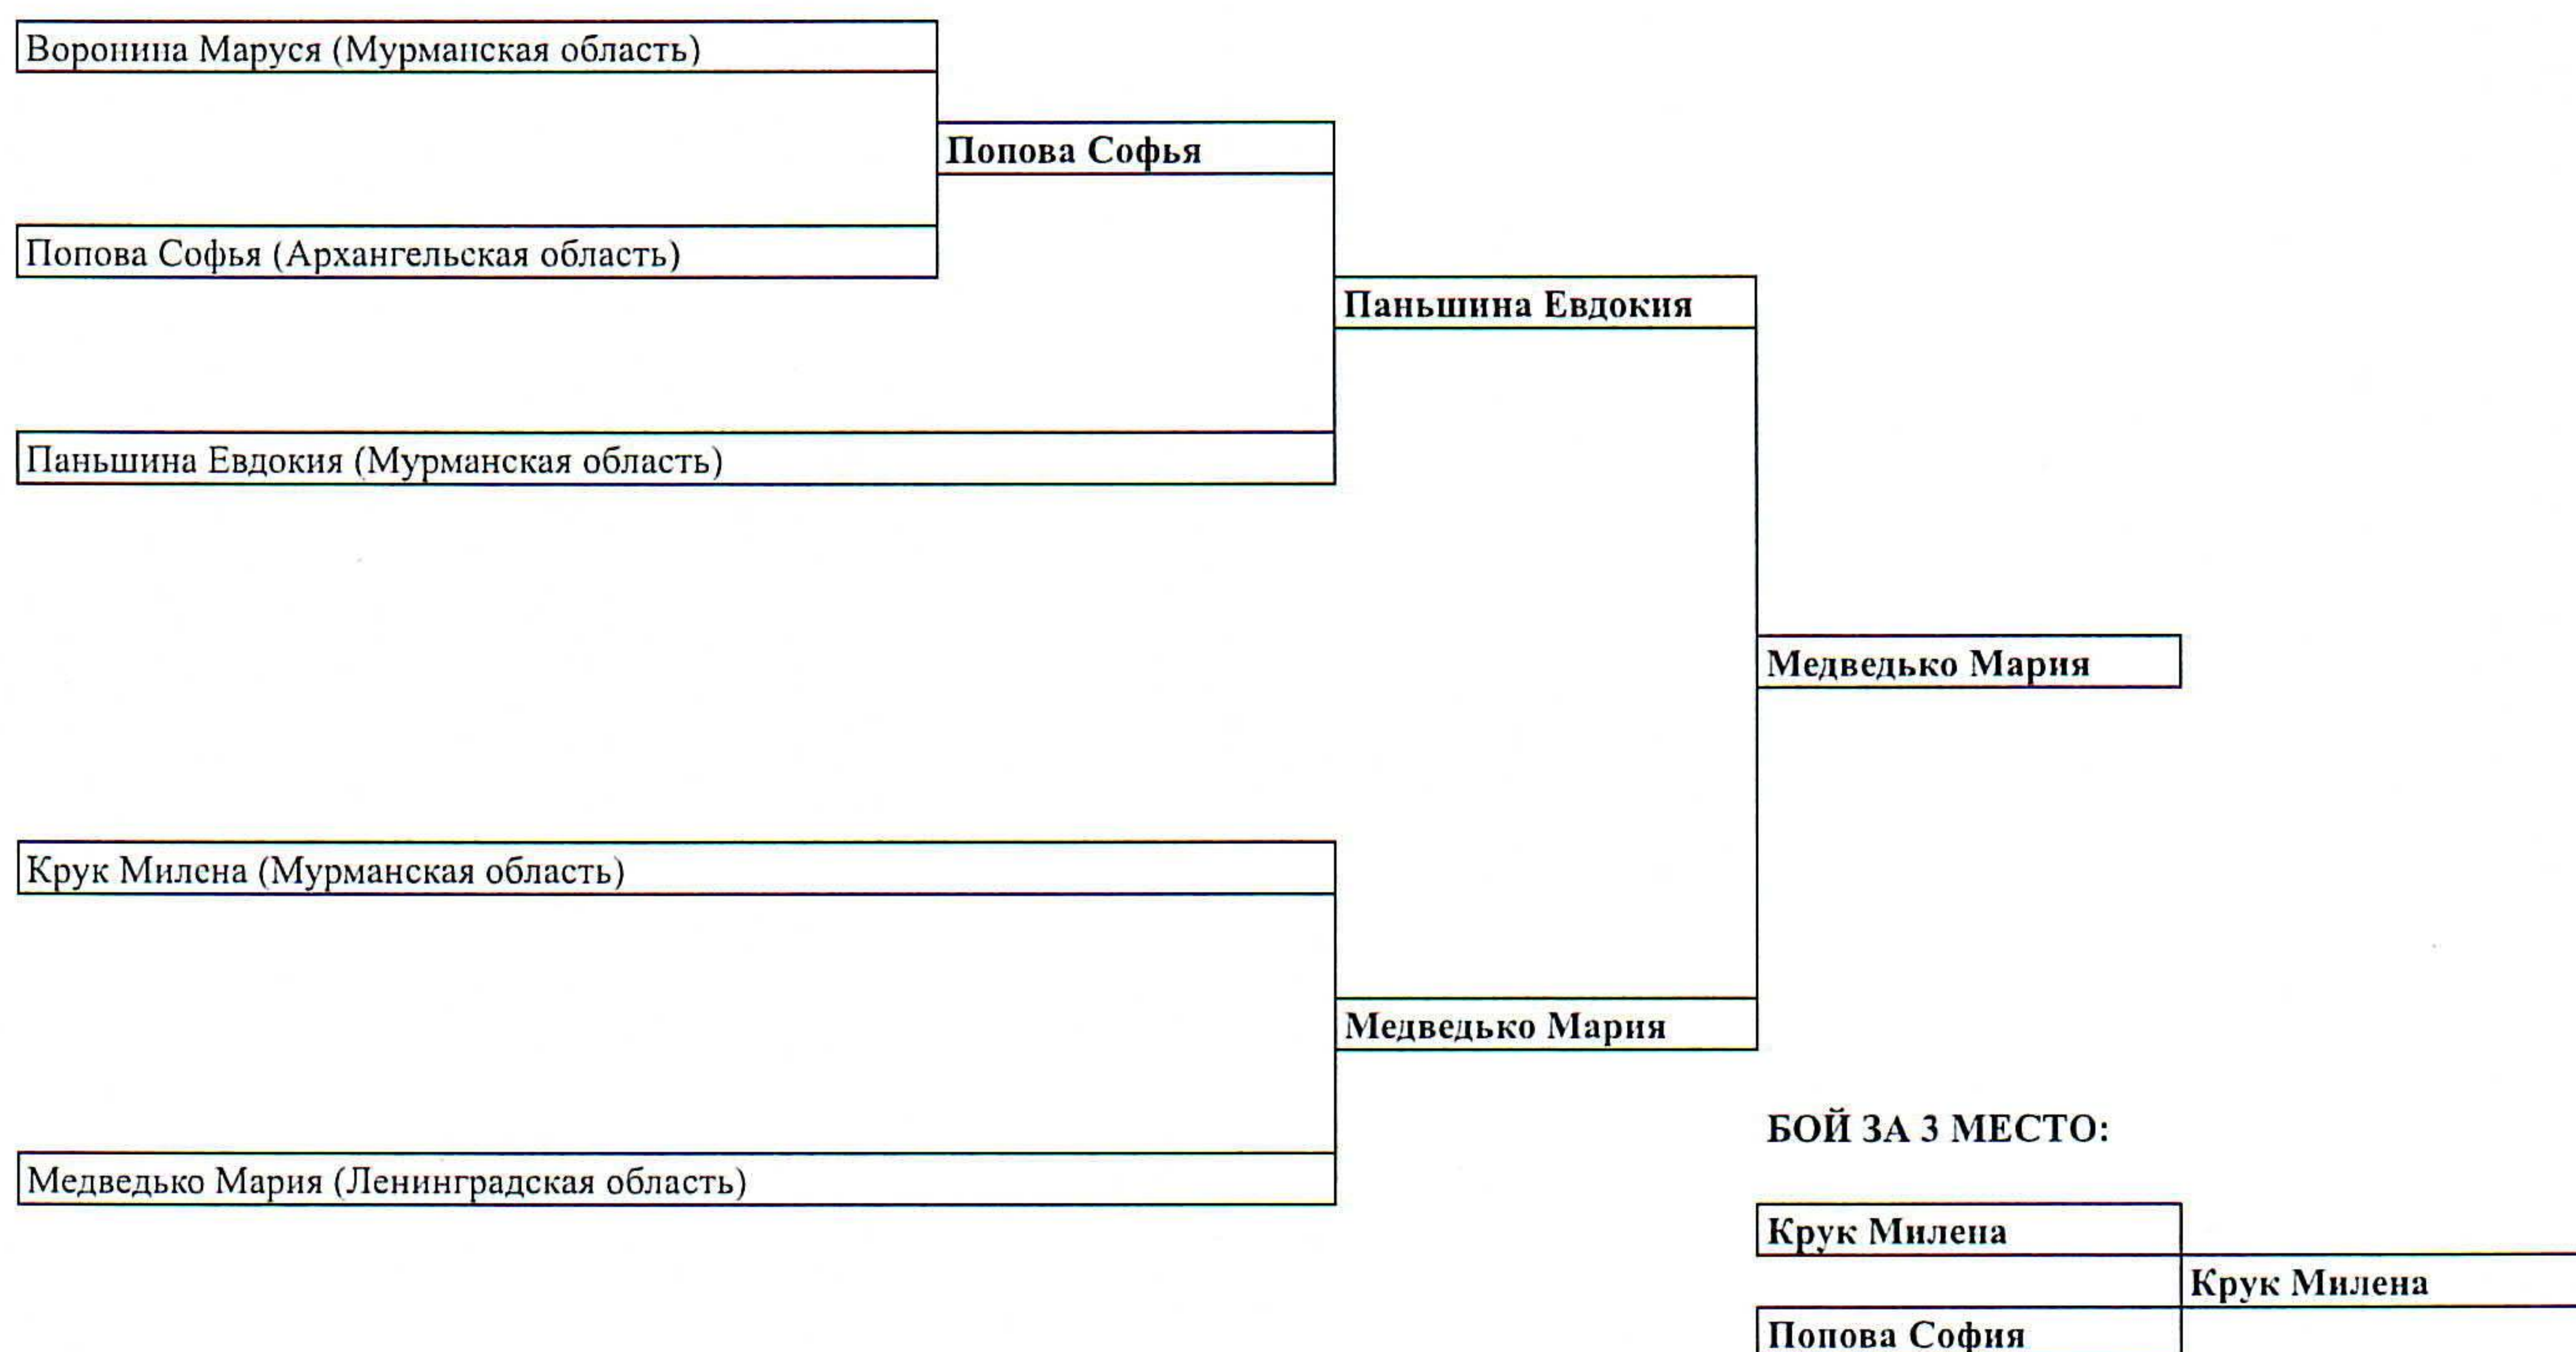 Воронина Маруся (Мурманская область)
Попова Софья
Попова Софья (Архангельская область)
Паньшина Евдокия
Паньшина Евдокия (Мурманская область)
Медведько Мария
Крук Милена (Мурманская область)
Медведько Мария
БОЙ ЗА 3 МЕСТО:
Медведько Мария (Ленинградская область)
Крук Милена
Крук Милена
Попова София